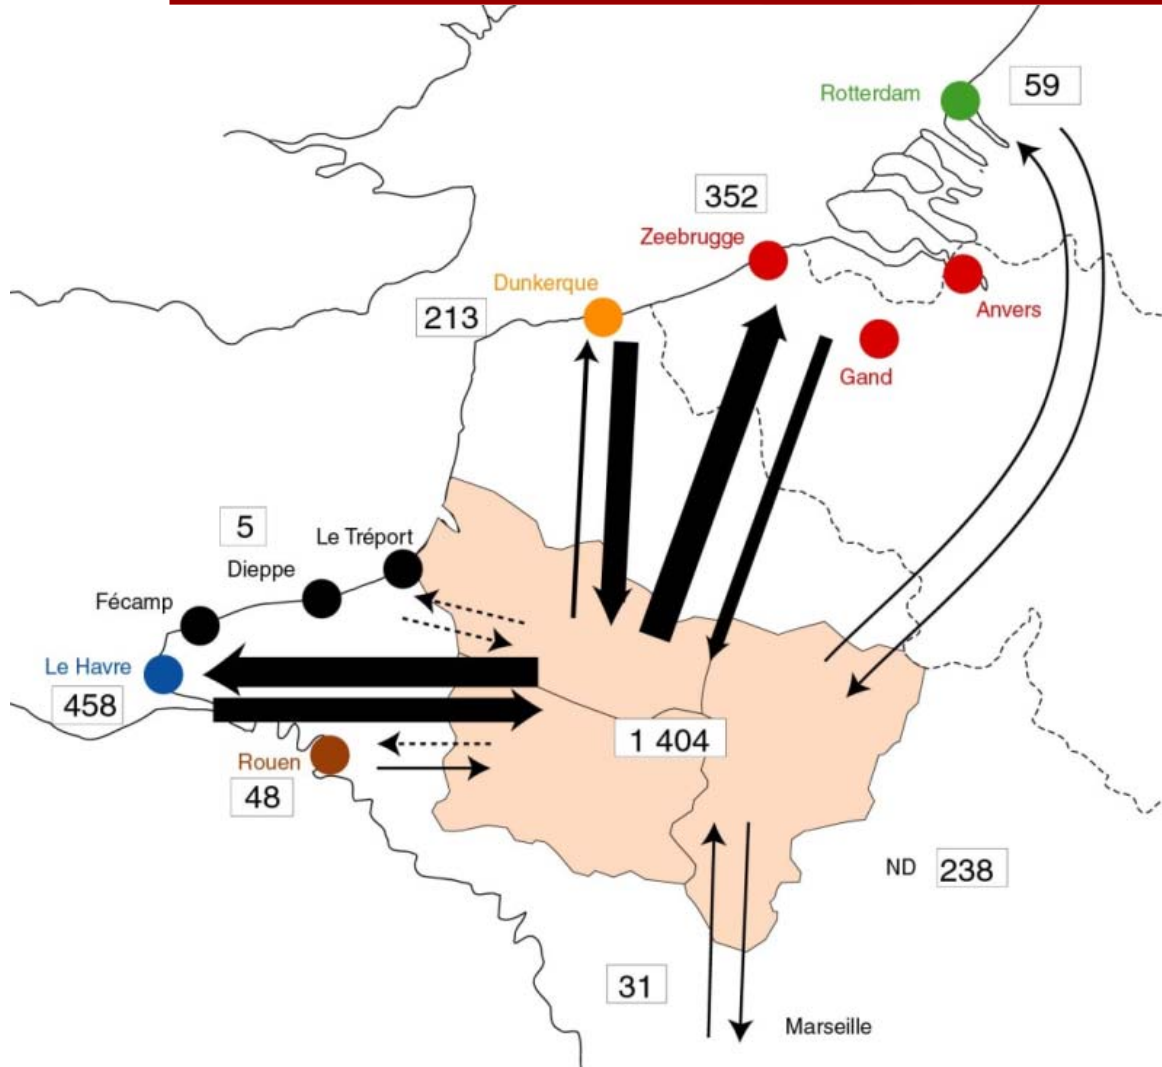 Rotterdam
59
352
Zeebrugge
Dunkerque
213
Anvers
Gand
5
Le Tréport
Dieppe
Fécamp
Le Havre
458
1 404
Rouen
48
ND 238
31
Marseille